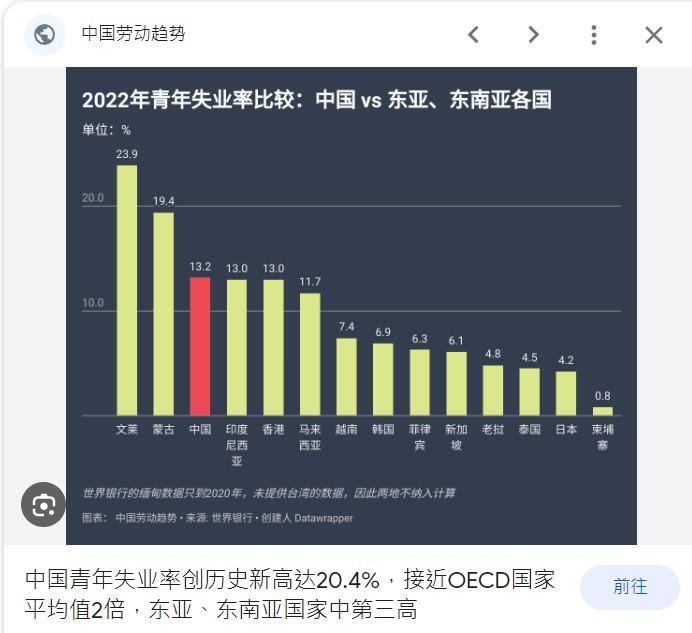 中国劳动趋势
2022年青年失业率比较：中国 vs 东亚、东南亚各国
单位：%
23.9
19.4
13.2
13.0
13.0
11.7
7.4
6.9
6.3
6.1
4.8
4.5
4.2
0.8
20.0
10.0
文莱
蒙古
中国
印度
尼西
亚
香港
马来
西亚
越南
韩国
菲律
宾
新加
坡
老挝
泰国
日本
柬埔
寨
世界银行的缅甸数据只到2020年，未提供台湾的数据，因此两地不纳入计算
图表： 中国劳动趋势 • 来源: 世界银行 • 创建人 Datawrapper
中国青年失业率创历史新高达20.4%，接近OECD国家
平均值2倍，东亚、东南亚国家中第三高
前往